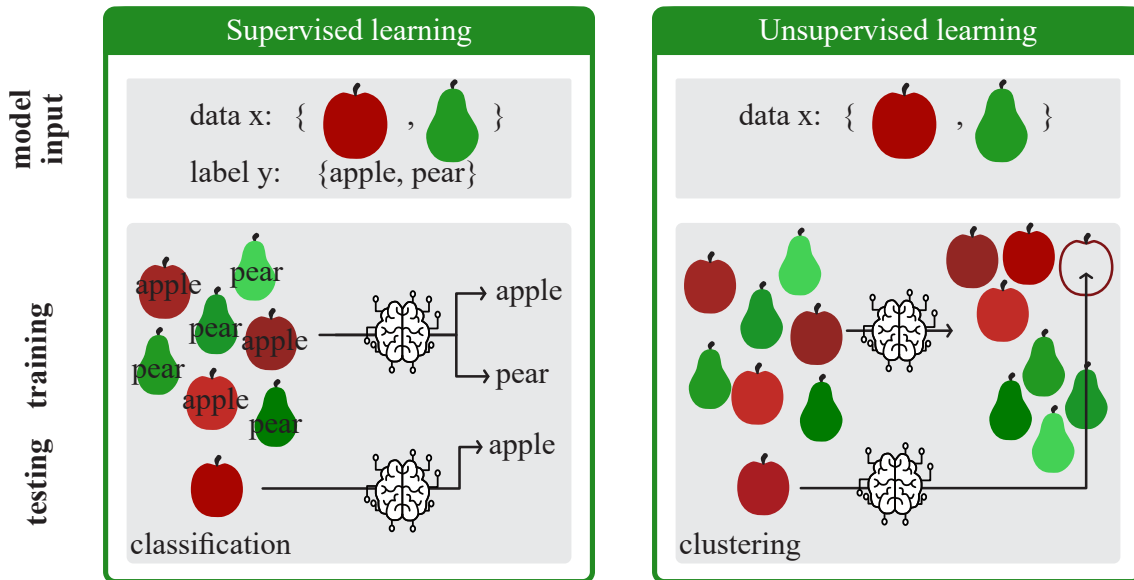 Supervised learning
Unsupervised learning
model
input
data x: { , }
label y: {apple, pear}
data x: { , }
training
pear
apple
pear
apple
pear
apple
pear
apple
pear
testing
apple
classification
clustering